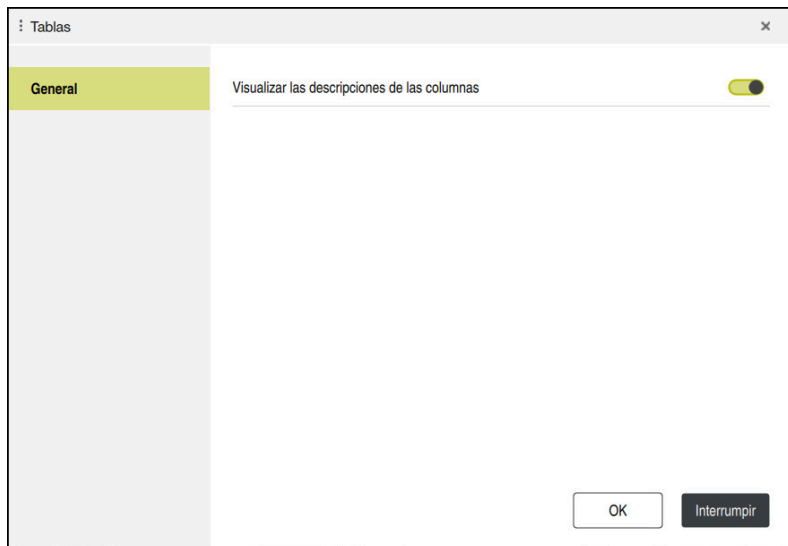 Tablas
General
Visualizar las descripciones de las columnas
OK
Interrumpir